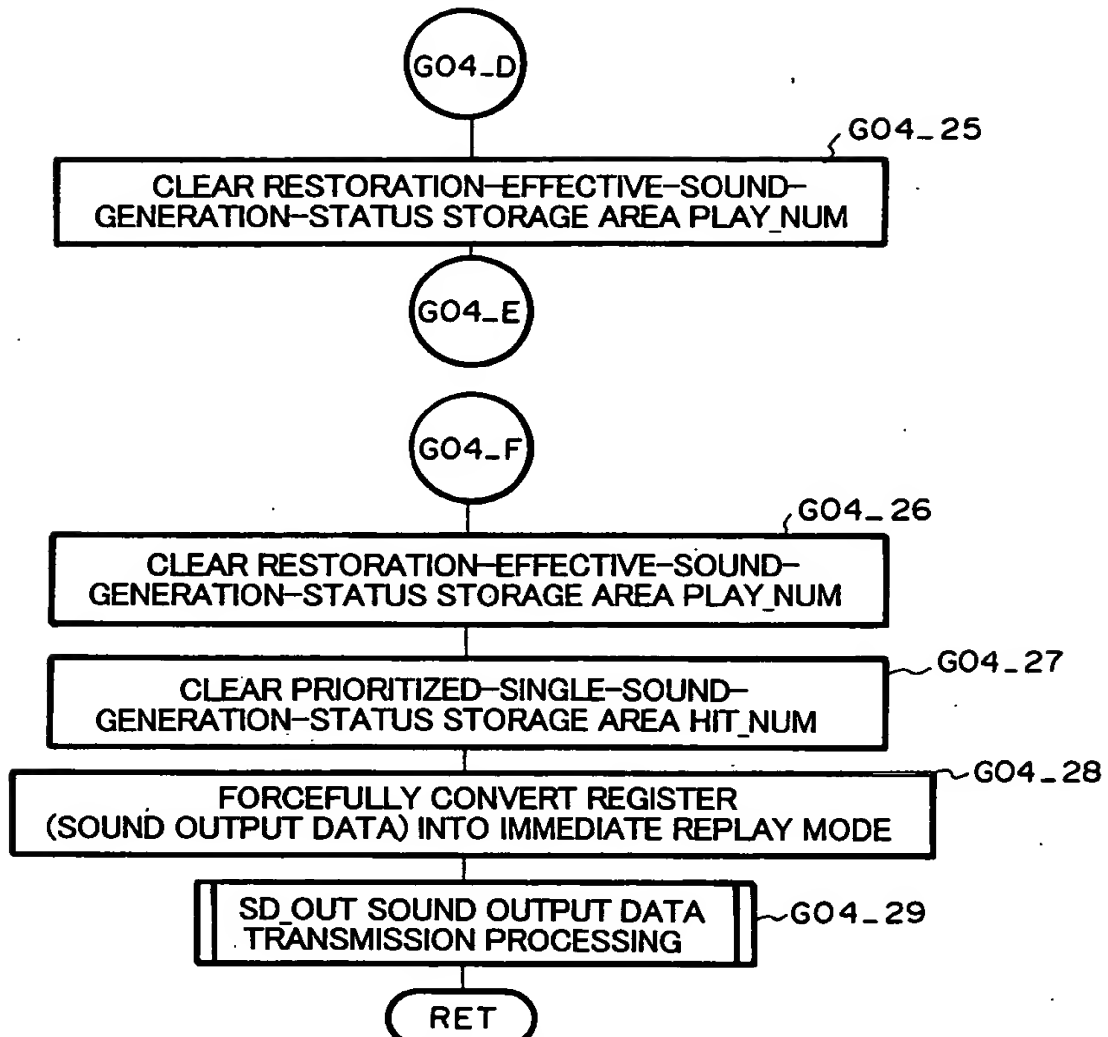 G04_D
G04_25
CLEAR RESTORATION-EFFECTIVE-SOUND-
GENERATION-STATUS STORAGE AREA PLAY_NUM
G04_E
G04_F
G04_26
CLEAR RESTORATION-EFFECTIVE-SOUND-
GENERATION-STATUS STORAGE AREA PLAY_NUM
G04_27
CLEAR PRIORITIZED-SINGLE-SOUND-
GENERATION-STATUS STORAGE AREA HIT_NUM
G04_28
FORCEFULLY CONVERT REGISTER
(SOUND OUTPUT DATA) INTO IMMEDIATE REPLAY MODE
SD_OUT SOUND OUTPUT DATA
TRANSMISSION PROCESSING
G04_29
RET